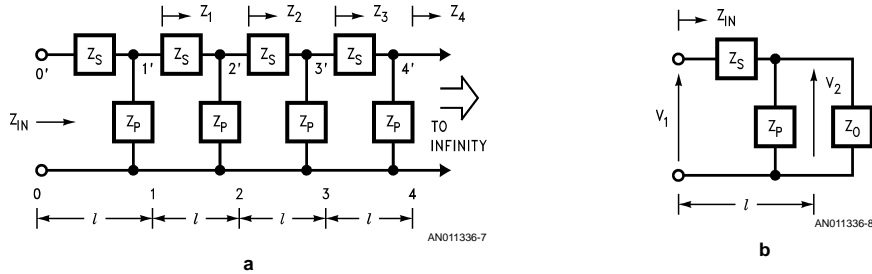 Z1 Z2 Z3 Z4
ZS ZS ZS ZS
0' 1' 2' 3' 4'
ZIN
ZP ZP ZP ZP
TO
INFINITY
0 1 2 3 4
l l l l
AN011336-7
a
ZIN
ZS
V1
ZP
V2
ZO
l
AN011336-8
b